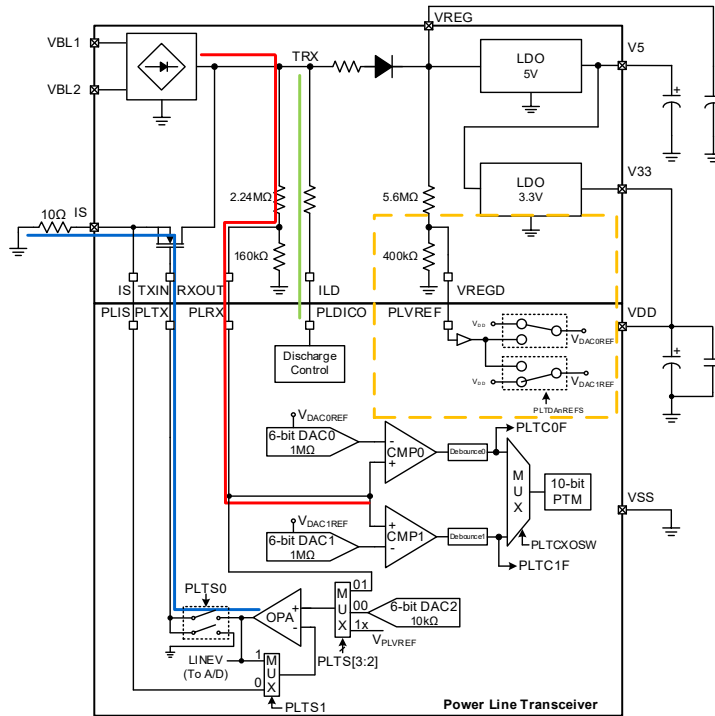 VREG
VBL1
TRX
V5
LDO
5V
VBL2
V33
LDO
3.3V
2.24MΩ
5.6MΩ
10Ω
IS
160kΩ
400kΩ
IS
TXIN
RXOUT
ILD
VREGD
PLIS
PLTX
PLRX
PLDICO
PLVREF
VDD
Discharge
Control
VDD
VDAC0REF
VDD
VDAC1REF
PLTDAnREFS
VDAC0REF
PLTC0F
6-bit DAC0
1MΩ
-
+
CMP0
Debounce0
M
U
X
10-bit
PTM
VSS
VDAC1REF
6-bit DAC1
1MΩ
+
-
CMP1
Debounce1
PLTCXOSW
PLTC1F
PLTS0
01
00
1x
M
U
X
6-bit DAC2
10kΩ
OPA
+
-
VPLVREF
PLTS[3:2]
LINEV
(To A/D)
1
0
M
U
X
PLTS1
Power Line Transceiver